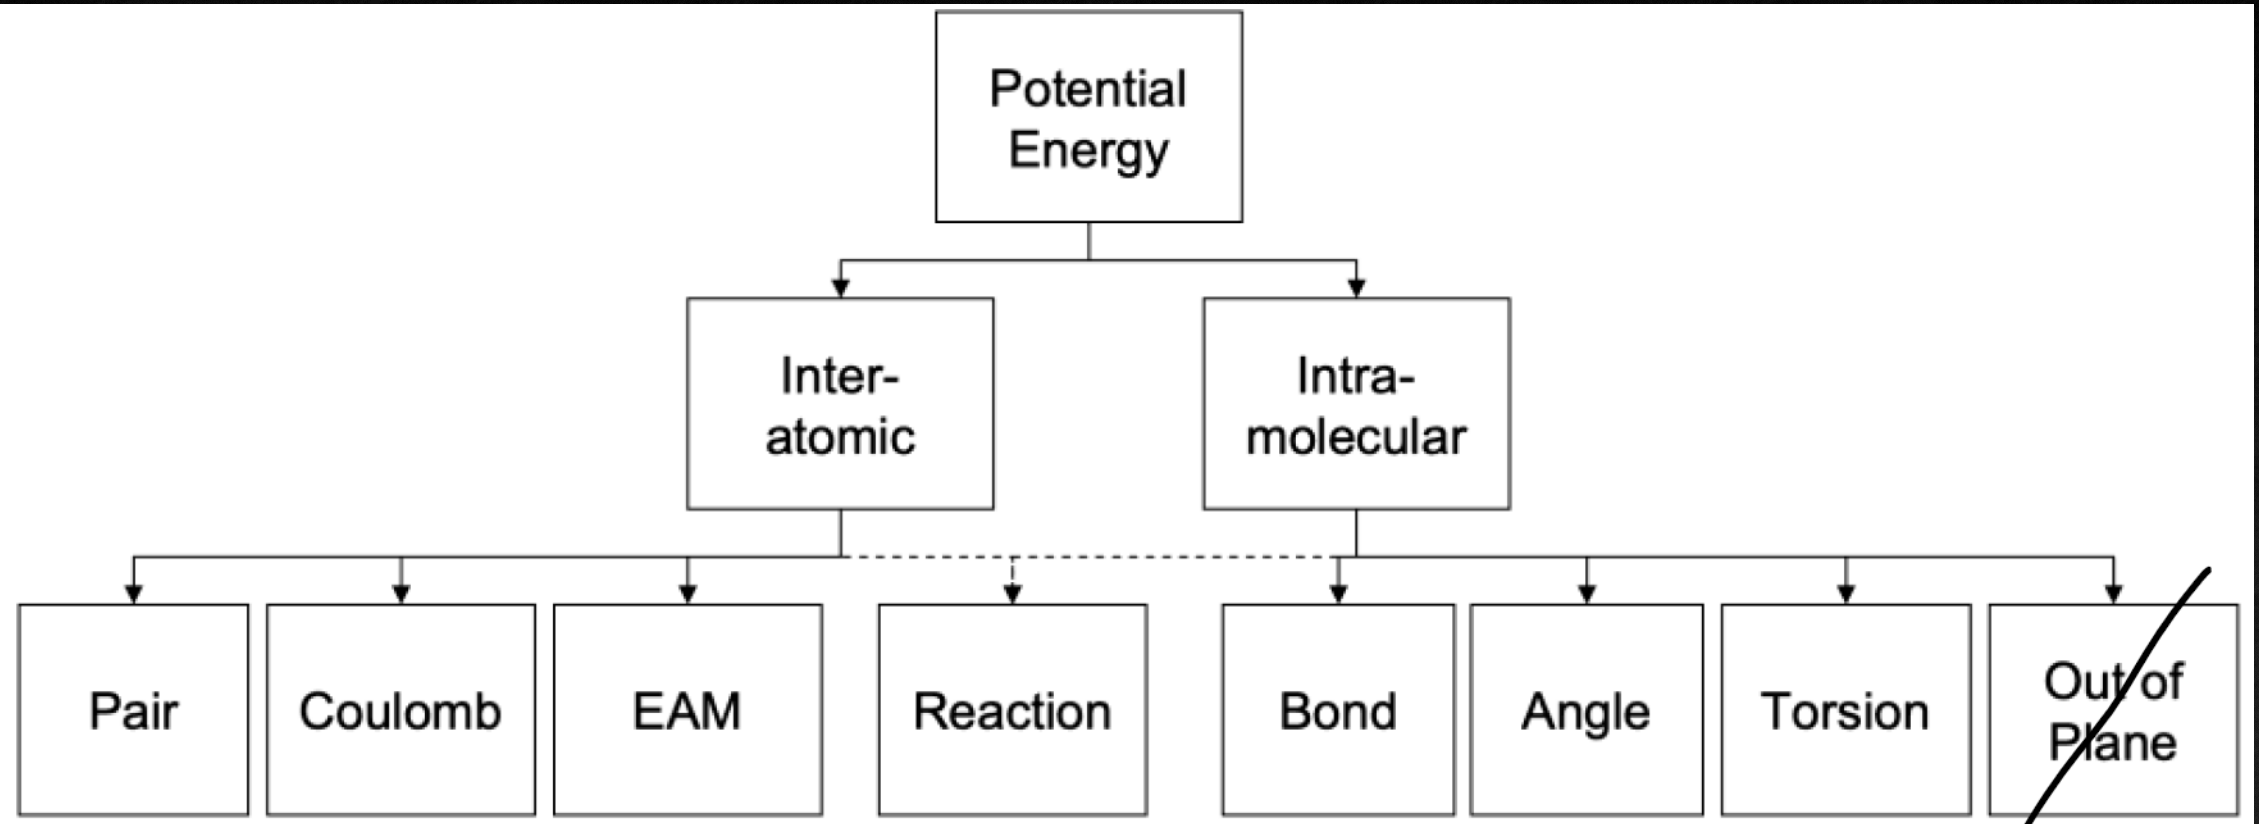 Potential
Energy
Inter-
atomic
Intra-
molecular
Pair
Coulomb
EAM
Reaction
Bond
Angle
Torsion
Out of
Plane